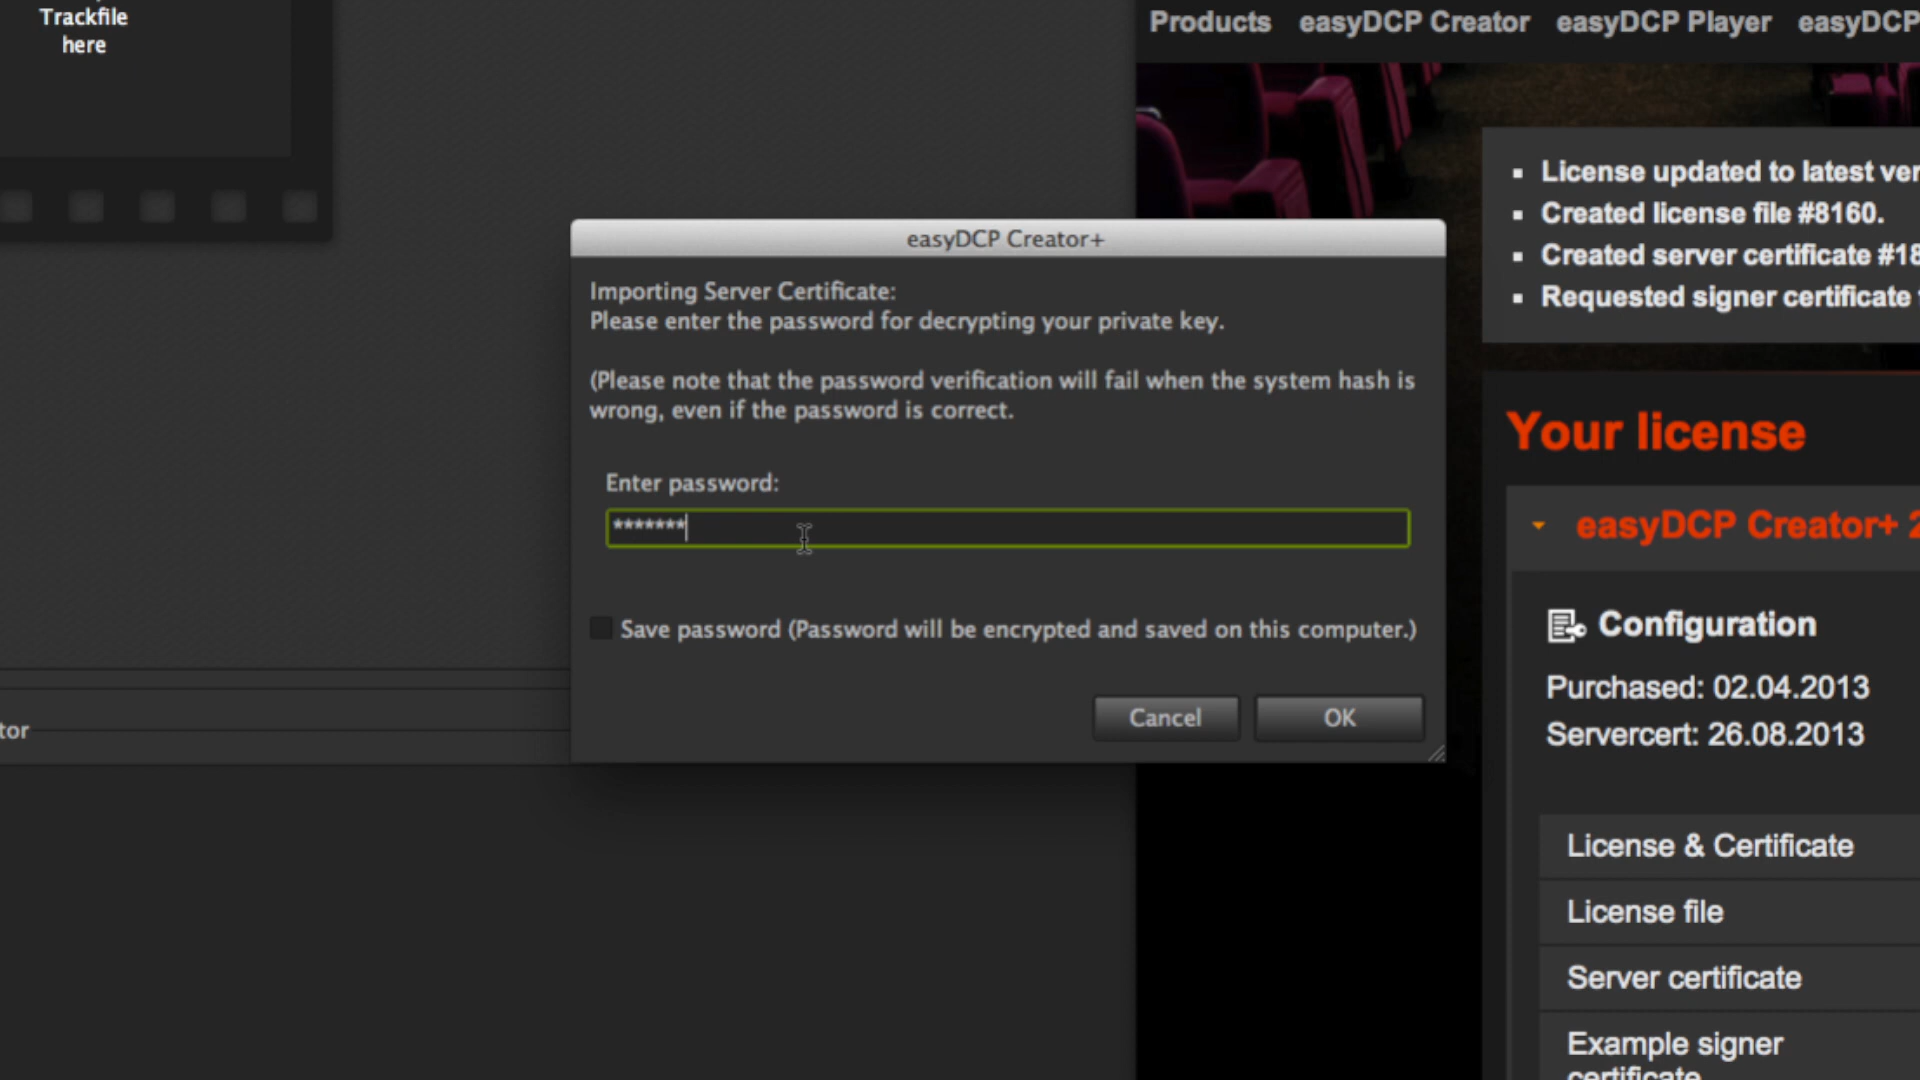 Trackfile
here
Products easyDCP Creator easyDCP Player easyDCP
License updated to latest ver
Created license file #8160.
Created server certificate #18
Requested signer certificate
easyDCP Creator+
Importing Server Certificate:
Please enter the password for decrypting your private key.
(Please note that the password verification will fail when the system hash is
wrong, even if the password is correct.
Enter password:
*******
Save password (Password will be encrypted and saved on this computer.)
Cancel OK
tor
Your license
easyDCP Creator+ 2
Configuration
Purchased: 02.04.2013
Servercert: 26.08.2013
License & Certificate
License file
Server certificate
Example signer
certificate